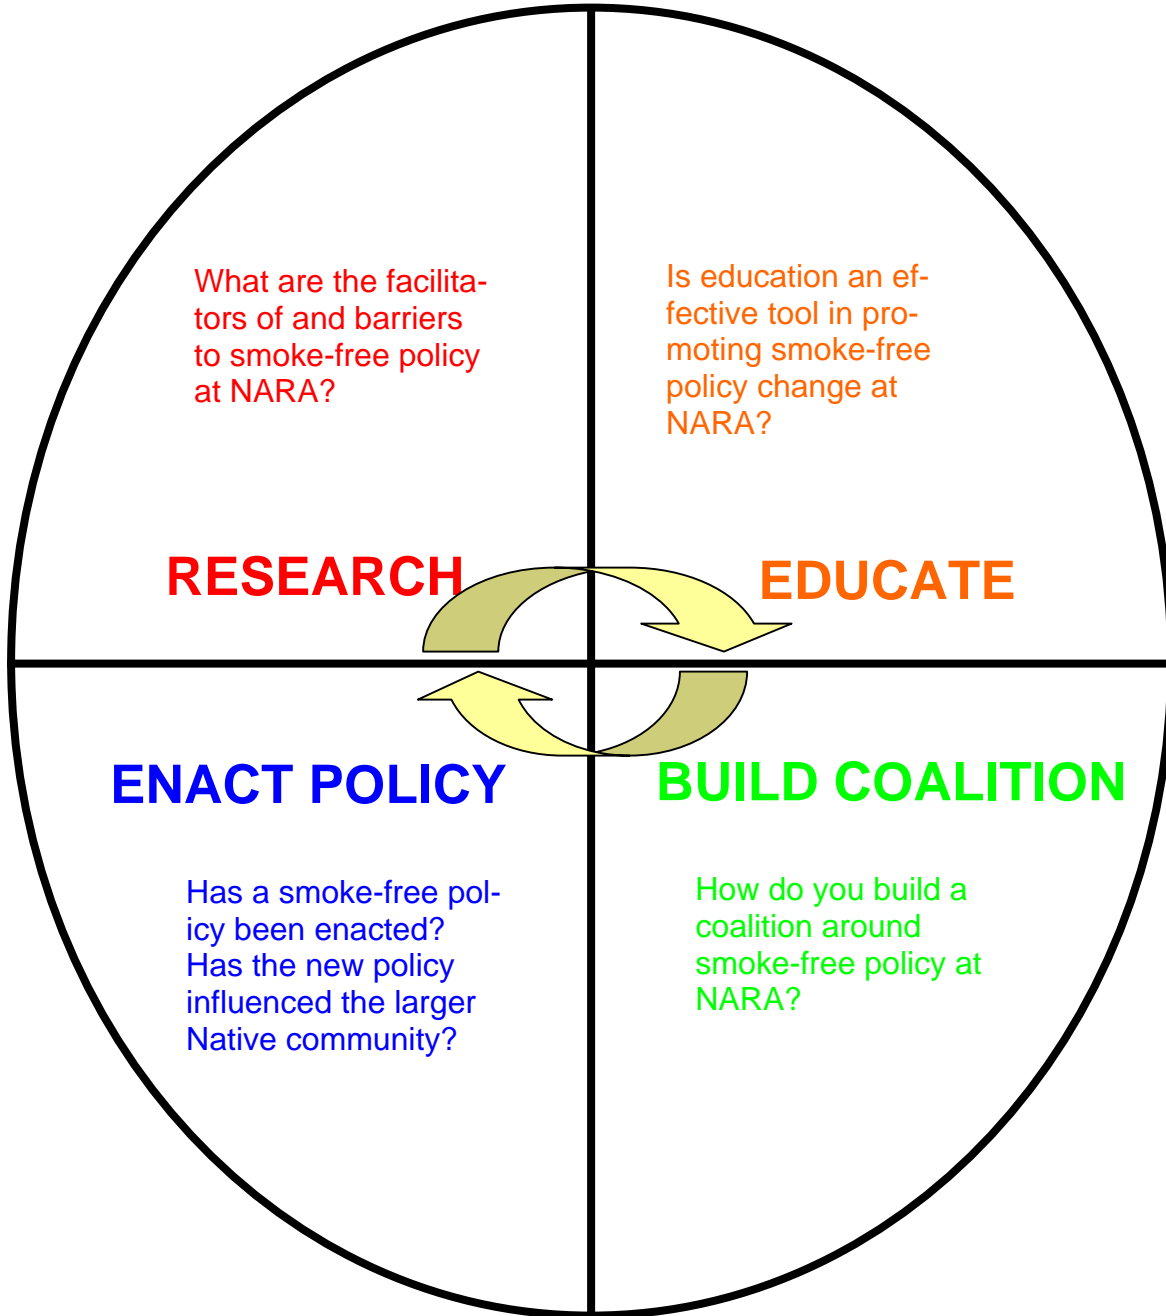 What are the facilita-
tors of and barriers
to smoke-free policy
at NARA?
RESEARCH
Is education an ef-
fective tool in pro-
moting smoke-free
policy change at
NARA?
EDUCATE
ENACT POLICY
Has a smoke-free pol-
icy been enacted?
Has the new policy
influenced the larger
Native community?
BUILD COALITION
How do you build a
coalition around
smoke-free policy at
NARA?